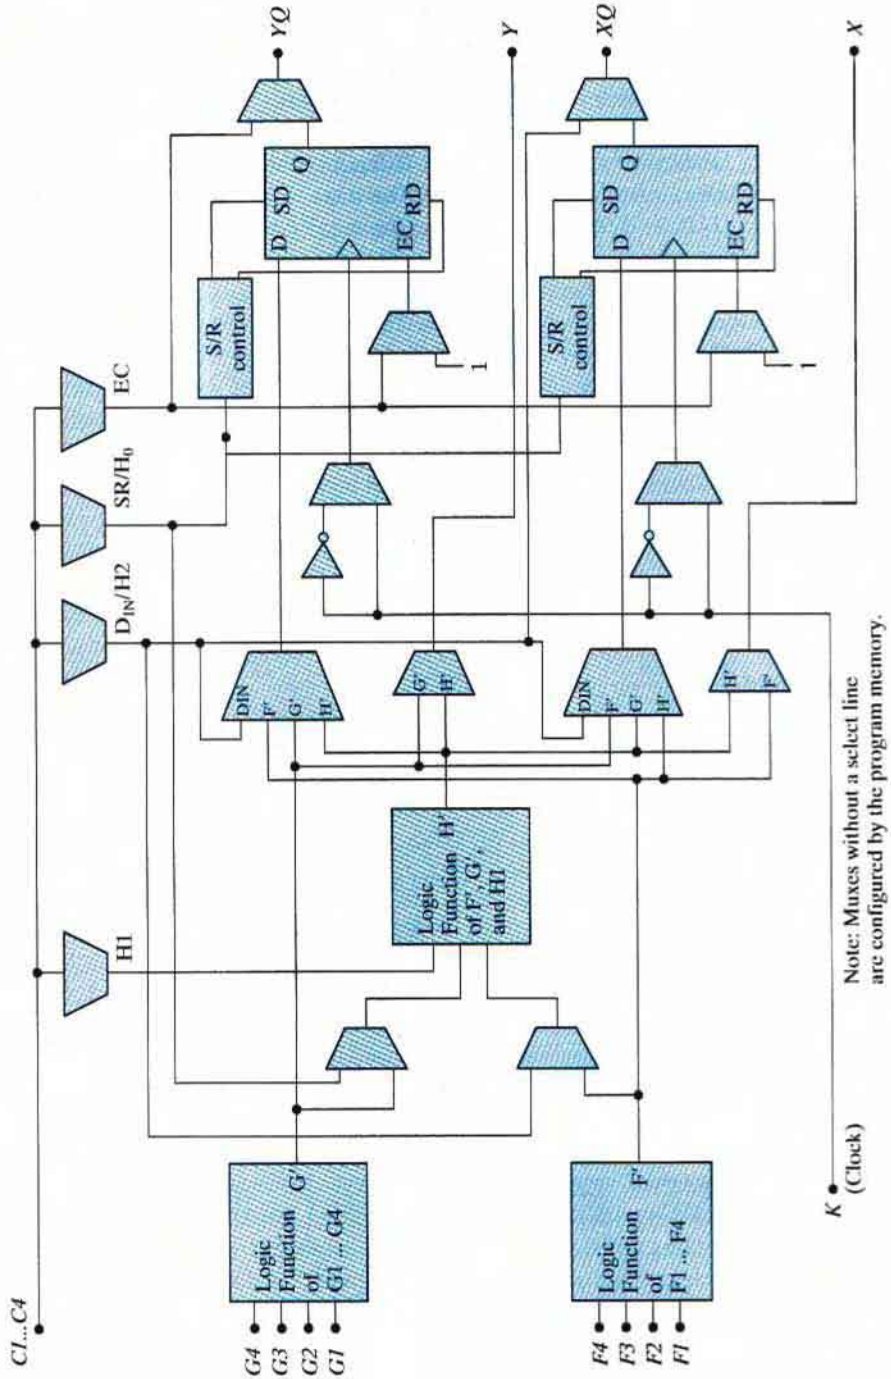 C1...C4
H1
D_IN/H2
SR/H_0
EC
S/R
control
D
SD
Q
EC
RD
1
YQ
DIN
F'
G'
H'
G4
G3
G2
G1
Logic
Function
of
G1 ... G4
G'
G'
H'
Y
Logic
Function
of F', G',
and H1
H'
S/R
control
D
SD
Q
EC
RD
1
XQ
DIN
F'
G'
H'
F4
F3
F2
F1
Logic
Function
of
F1 ... F4
F'
H'
F'
X
K
(Clock)
Note: Muxes without a select line
are configured by the program memory.